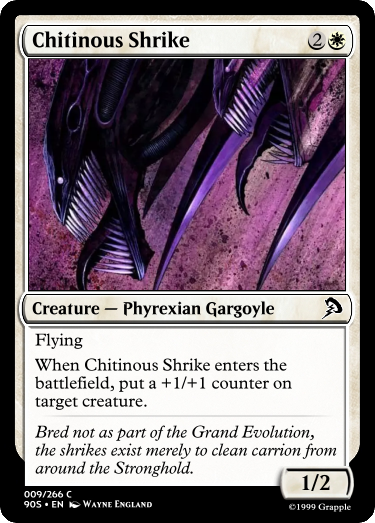 Chitinous Shrike 2
Creature — Phyrexian Gargoyle
Flying
When Chitinous Shrike enters the
battlefield, put a +1/+1 counter on
target creature.
Bred not as part of the Grand Evolution,
the shrikes exist merely to clean carrion from
around the Stronghold.
1/2
009/266 C
90S • EN Wayne England
©1999 Grapple